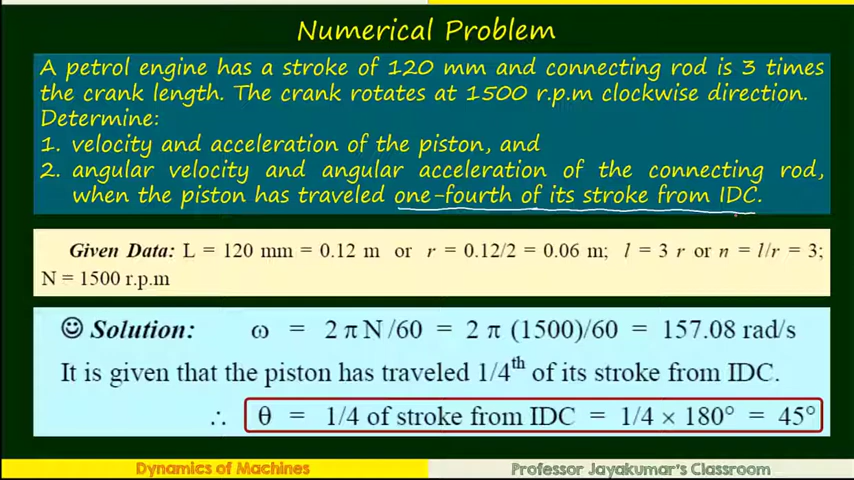 Numerical Problem
A petrol engine has a stroke of 120 mm and connecting rod is 3 times
the crank length. The crank rotates at 1500 r.p.m clockwise direction.
Determine:
1. velocity and acceleration of the piston, and
2. angular velocity and angular acceleration of the connecting rod,
when the piston has traveled one-fourth of its stroke from IDC.
Given Data: L = 120 mm = 0.12 m or r = 0.12/2 = 0.06 m; l = 3 r or n = l/r = 3;
N = 1500 r.p.m
☺ Solution: ω = 2 π N/60 = 2 π (1500)/60 = 157.08 rad/s
It is given that the piston has traveled 1/4th of its stroke from IDC.
∴ θ = 1/4 of stroke from IDC = 1/4 × 180° = 45°
Dynamics of Machines
Professor Jayakumar's Classroom